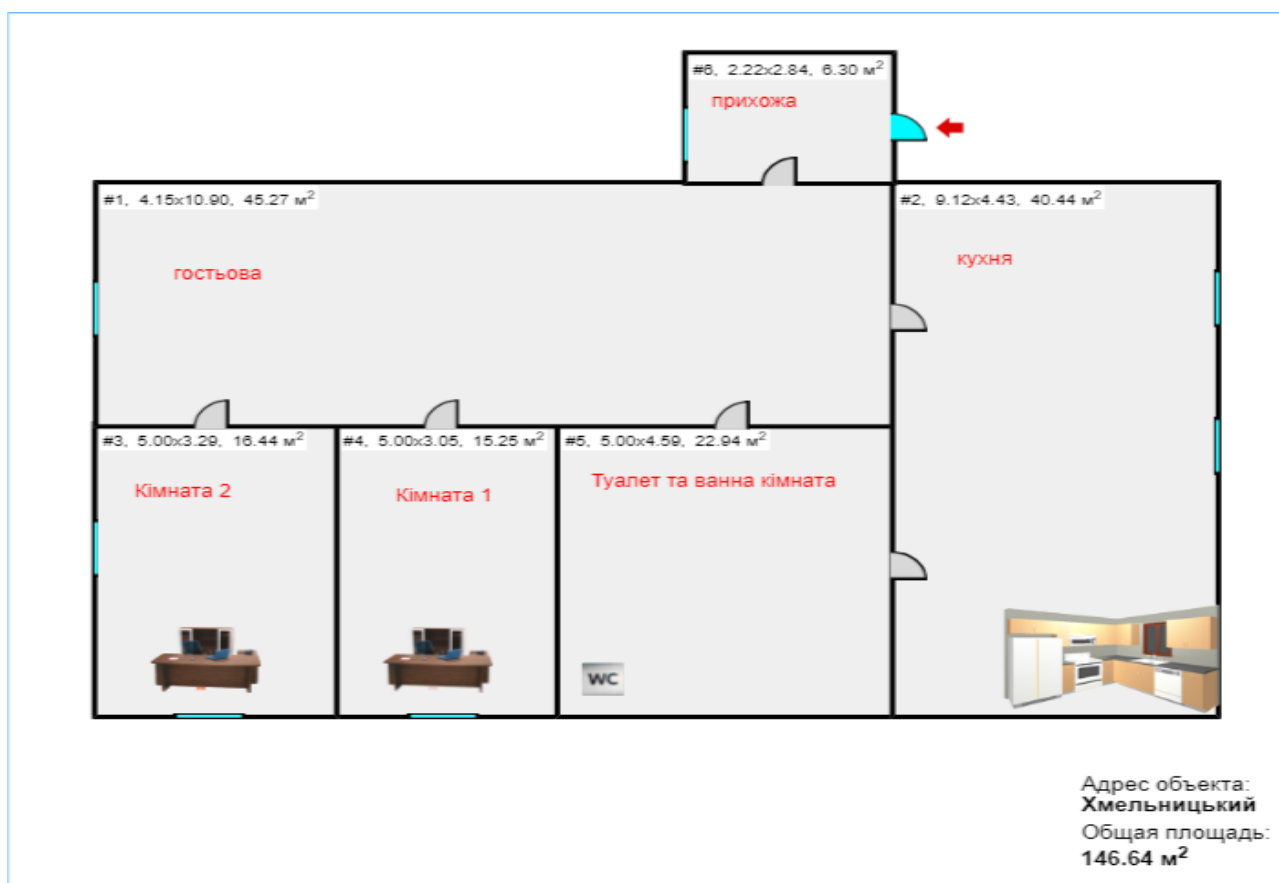 #6, 2.22x2.84, 6.30 м²
прихожа
#1, 4.15x10.90, 45.27 м²
#2, 9.12x4.43, 40.44 м²
гостьова
кухня
#3, 5.00x3.29, 16.44 м²
#4, 5.00x3.05, 15.25 м²
#5, 5.00x4.59, 22.94 м²
Кімната 2
Кімната 1
Туалет та ванна кімната
WC
Адрес объекта:
Хмельницький
Общая площадь:
146.64 м²